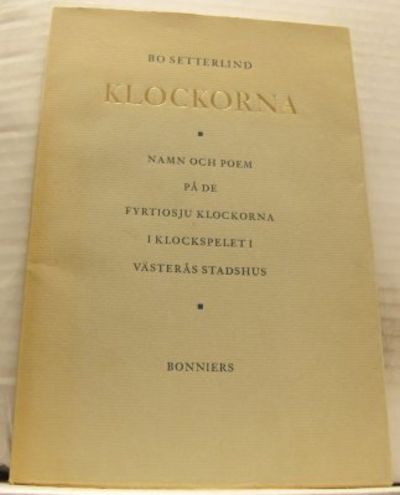 BO SETTERLIND
KLOCKORNA
NAMN OCH POEM
PÅ DE
FYRTIOSJU KLOCKORNA
I KLOCKSPELET I
VÄSTERÅS STADSHUS
BONNIERS